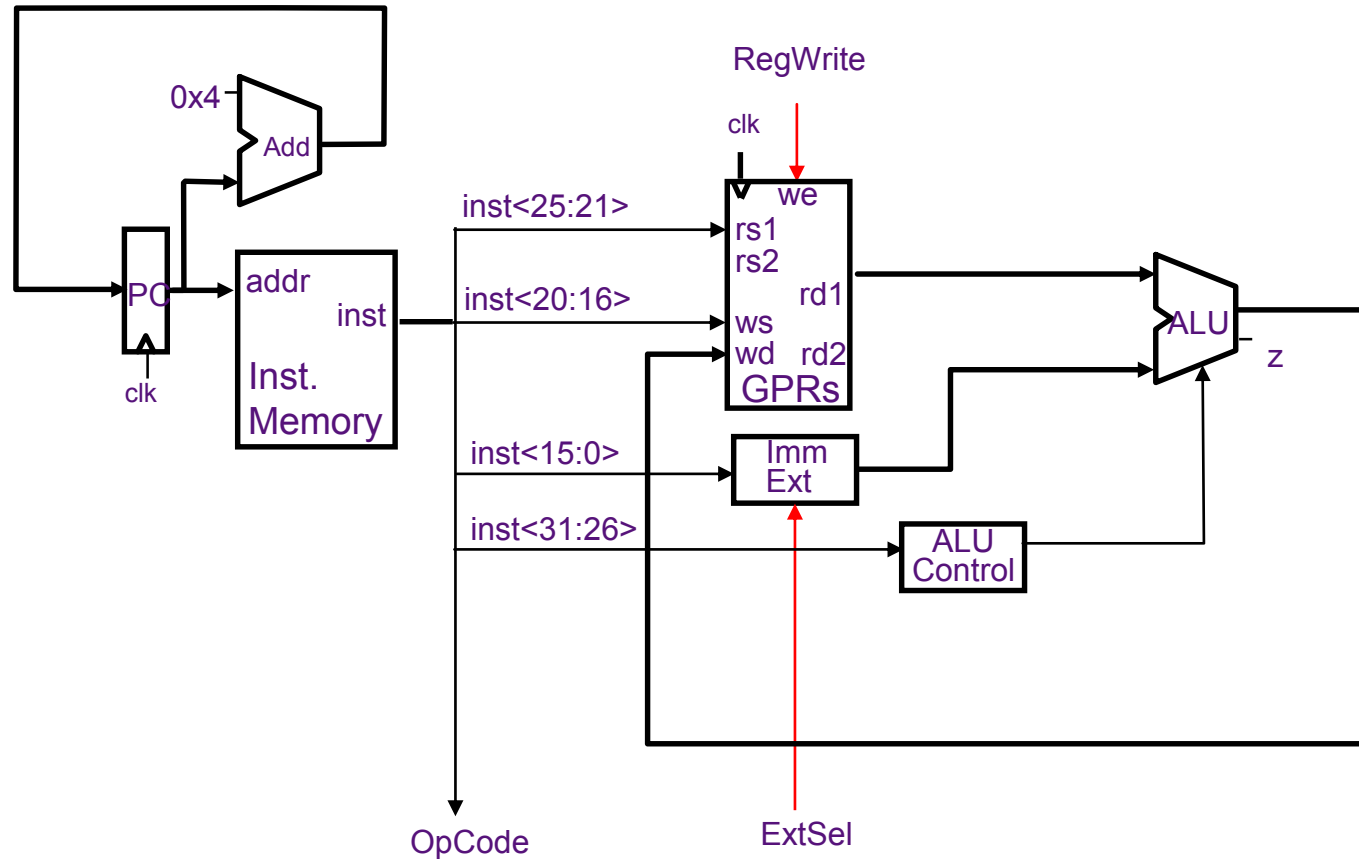 RegWrite
0x4
Add
clk
we
inst<25:21>
rs1
rs2
PC
addr
inst
inst<20:16>
rd1
ws
wd
rd2
ALU
z
clk
Inst.
Memory
GPRs
inst<15:0>
Imm
Ext
inst<31:26>
ALU
Control
OpCode
ExtSel